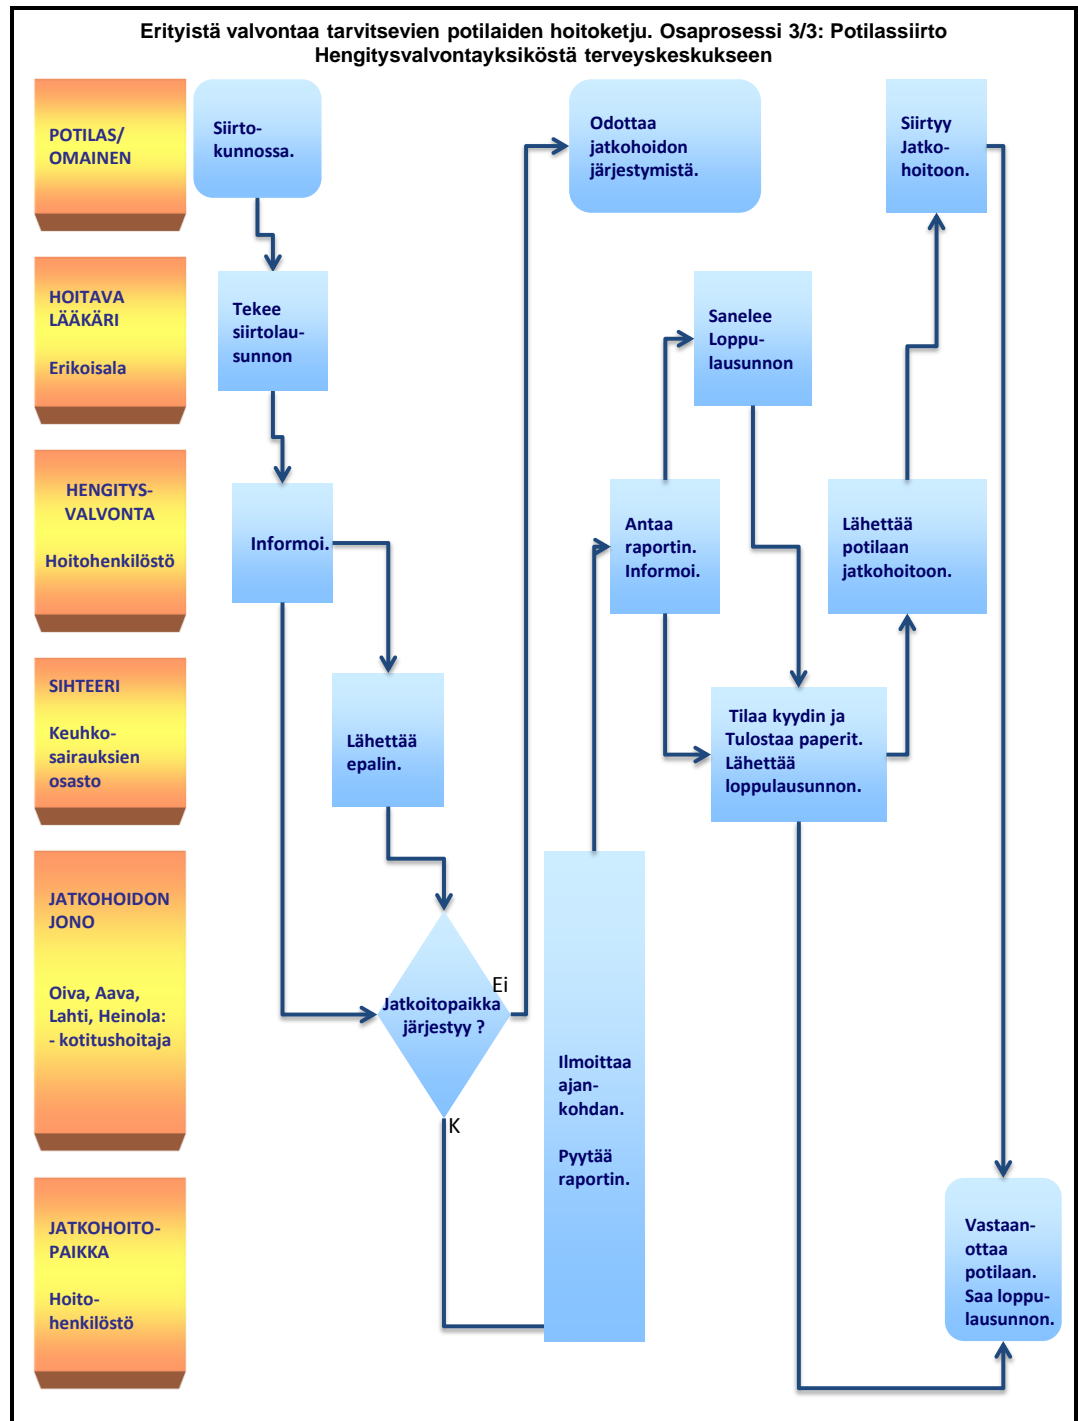 Erityistä valvontaa tarvitsevien potilaiden hoitoketju. Osaprosessi 3/3: Potilassiirto
Hengitysvalvontayksiköstä terveyskeskukseen
POTILAS/
OMAINEN
Siirto-
kunnossa.
Odottaa
jatkohoidon
järjestymistä.
Siirtyy
Jatko-
hoitoon.
HOITAVA
LÄÄKÄRI
Erikoisala
Tekee
siirtolau-
sunnon
Sanelee
Loppu-
lausunnon
HENGITYS-
VALVONTA
Hoitohenkilöstö
Informoi.
Antaa
raportin.
Informoi.
Lähettää
potilaan
jatkohoitoon.
SIHTEERI
Keuhko-
sairauksien
osasto
Lähettää
epalin.
Tilaa kyydin ja
Tulostaa paperit.
Lähettää
loppulausunnon.
JATKOHOIDON
JONO
Oiva, Aava,
Lahti, Heinola:
- kotitushoitaja
Jatkoitopaikka
järjestyy ?
Ei
K
Ilmoittaa
ajan-
kohdan.
Pyytää
raportin.
JATKOHOITO-
PAIKKA
Hoito-
henkilöstö
Vastaan-
ottaa
potilaan.
Saa loppu-
lausunnon.